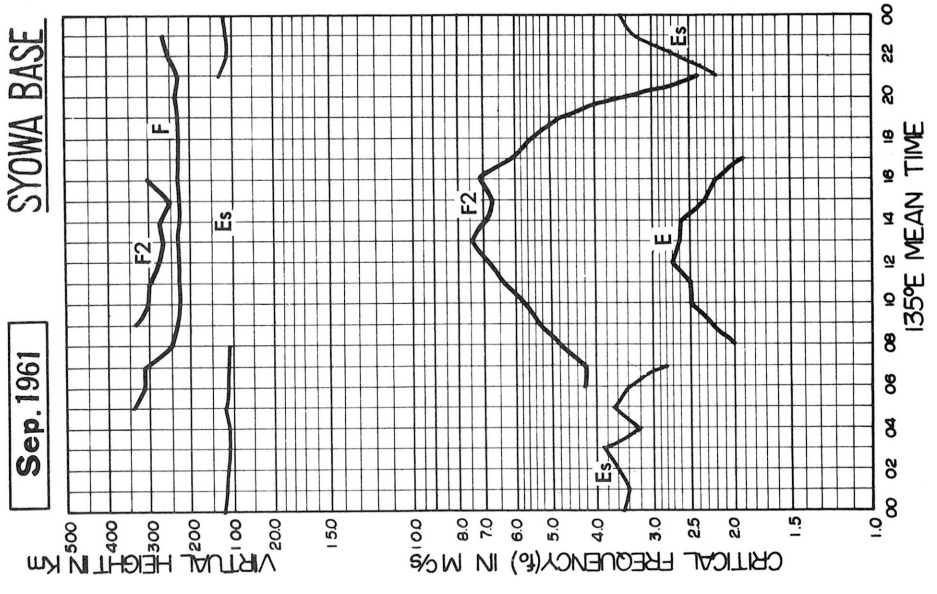 Sep. 1961
SYOWA BASE
VIRTUAL HEIGHT IN Km
500
400
300
200
100
15.0
20.0
F2
F
Es
CRITICAL FREQUENCY(f₀) IN M C/S
10.0
8.0
7.0
6.0
5.0
4.0
3.0
2.5
2.0
1.5
1.0
F2
E
Es
Es
00 02 04 06 08 10 12 14 16 18 20 22 00
135°E MEAN TIME